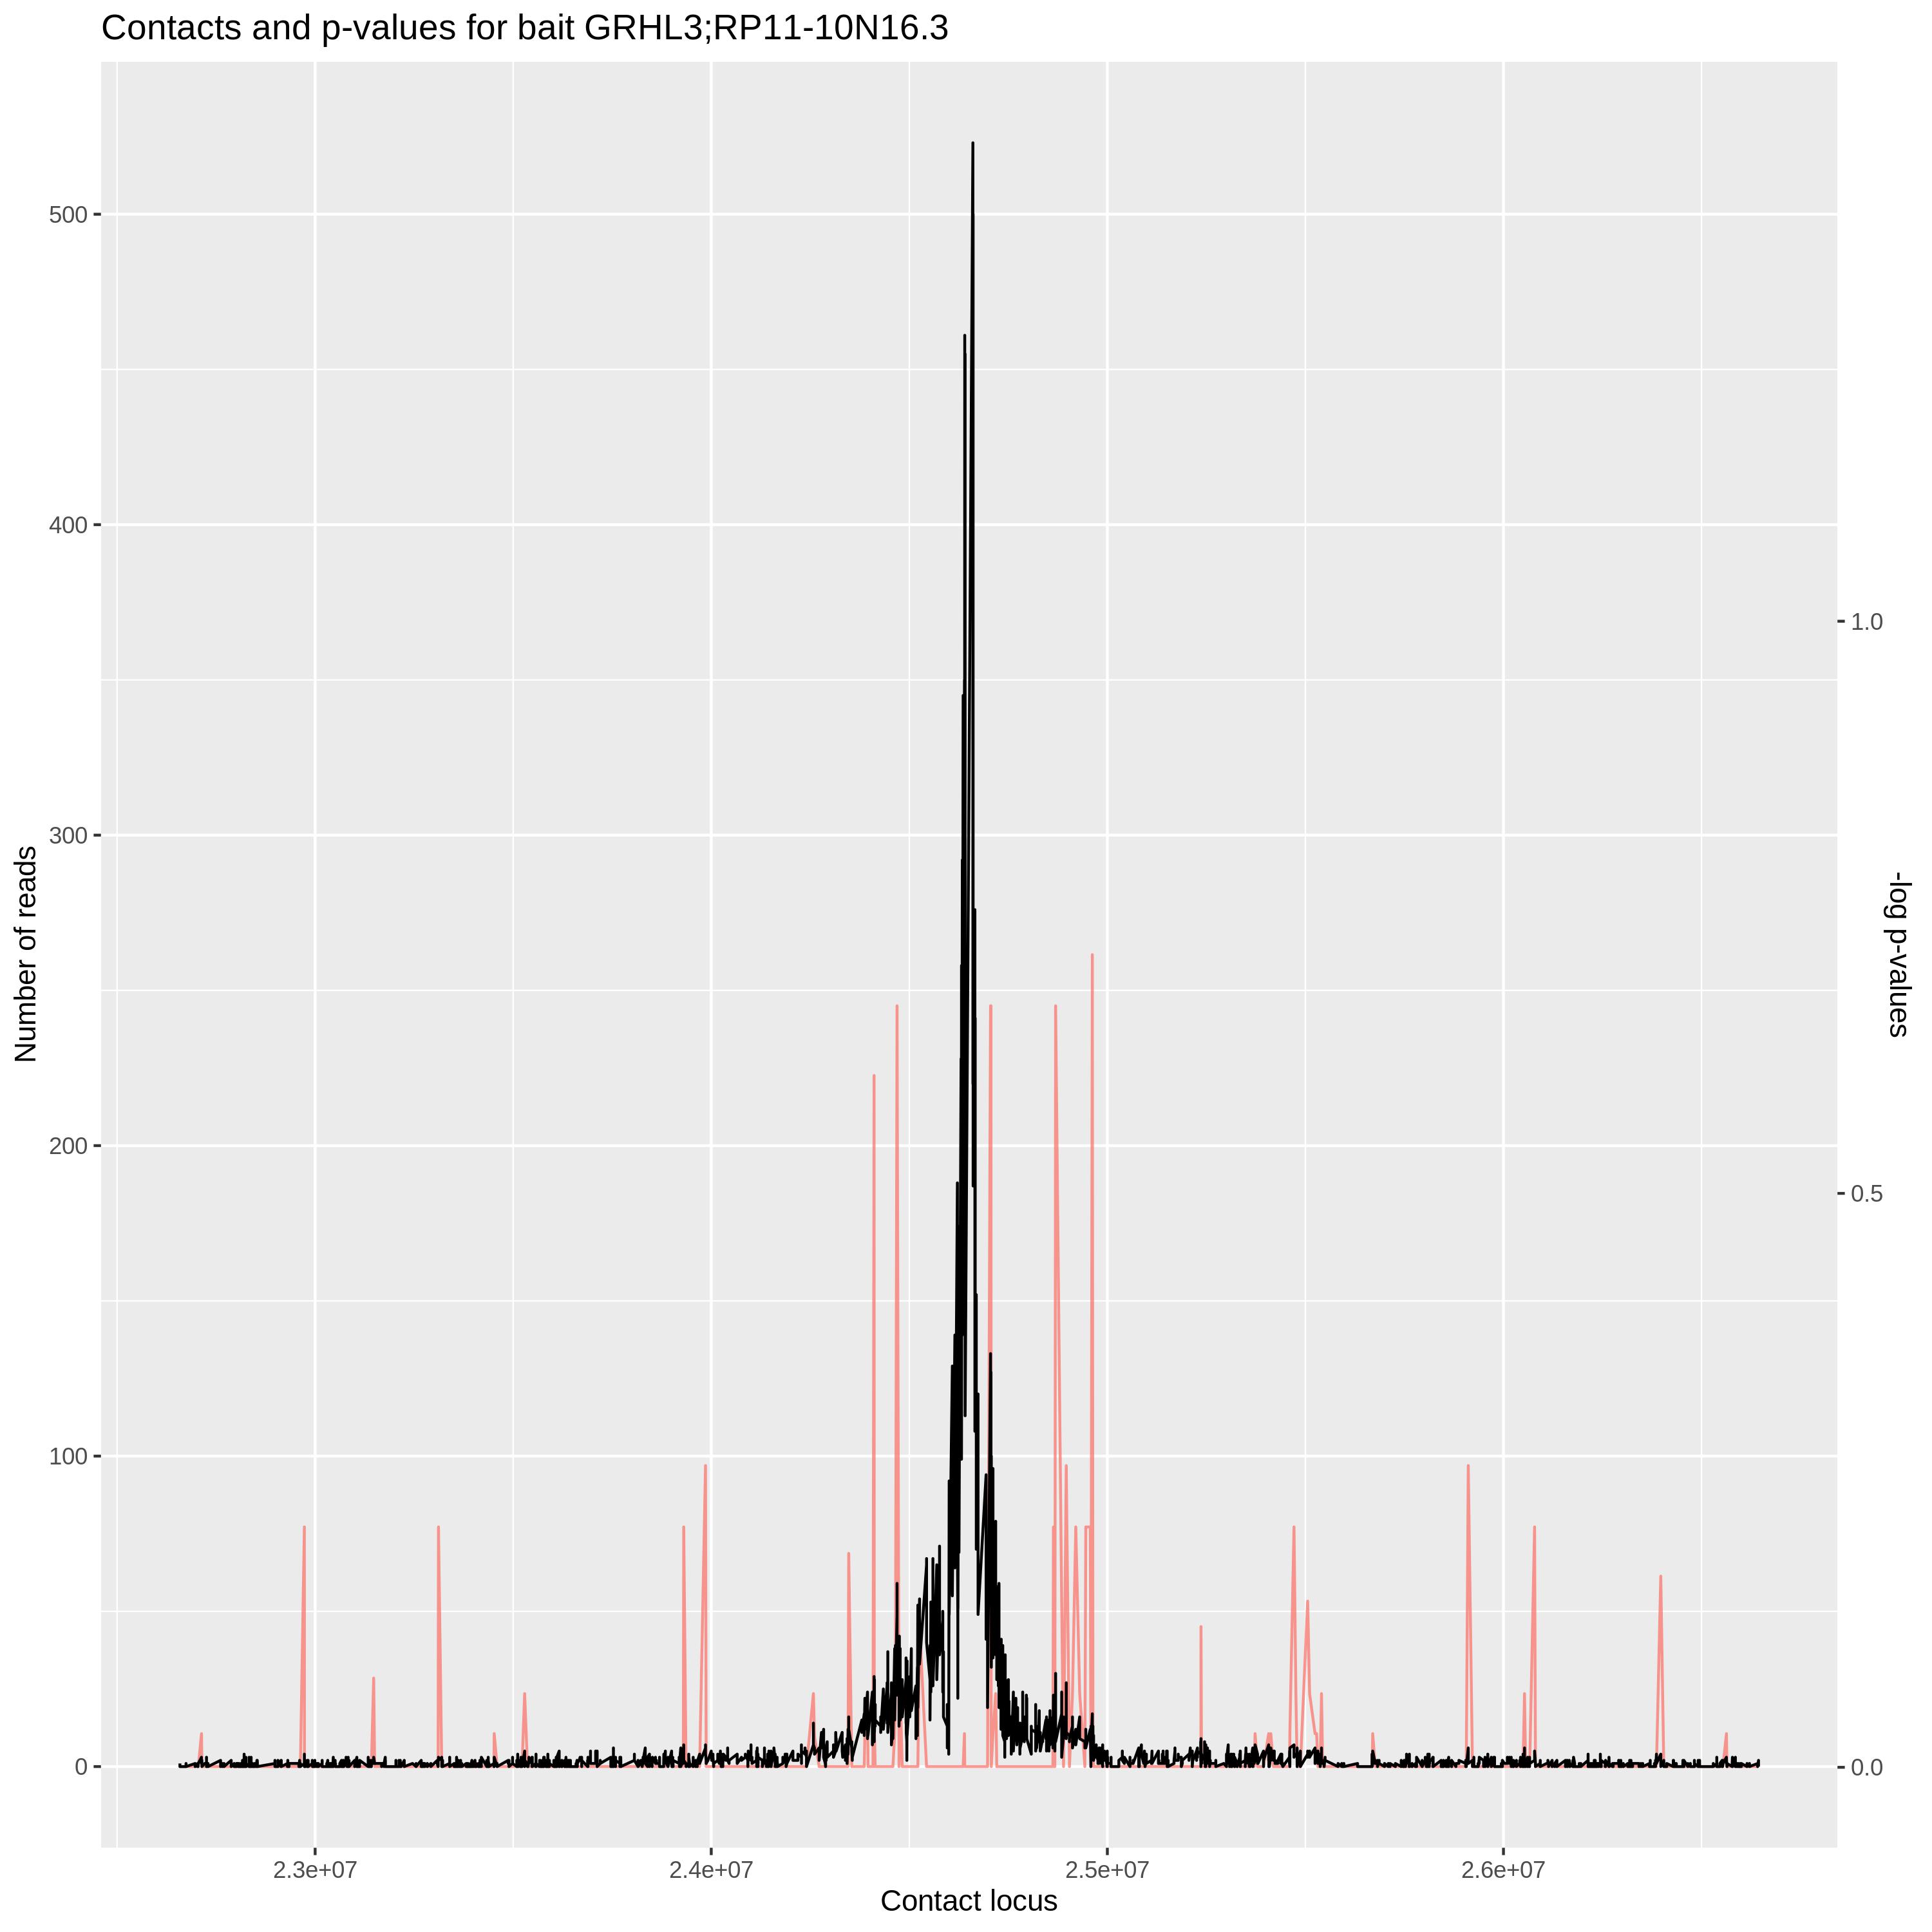 Contacts and p-values for bait GRHL3;RP11-10N16.3
500
400
300
200
100
0
Number of reads
1.0
0.5
0.0
-log p-values
2.3e+07
2.4e+07
2.5e+07
2.6e+07
Contact locus